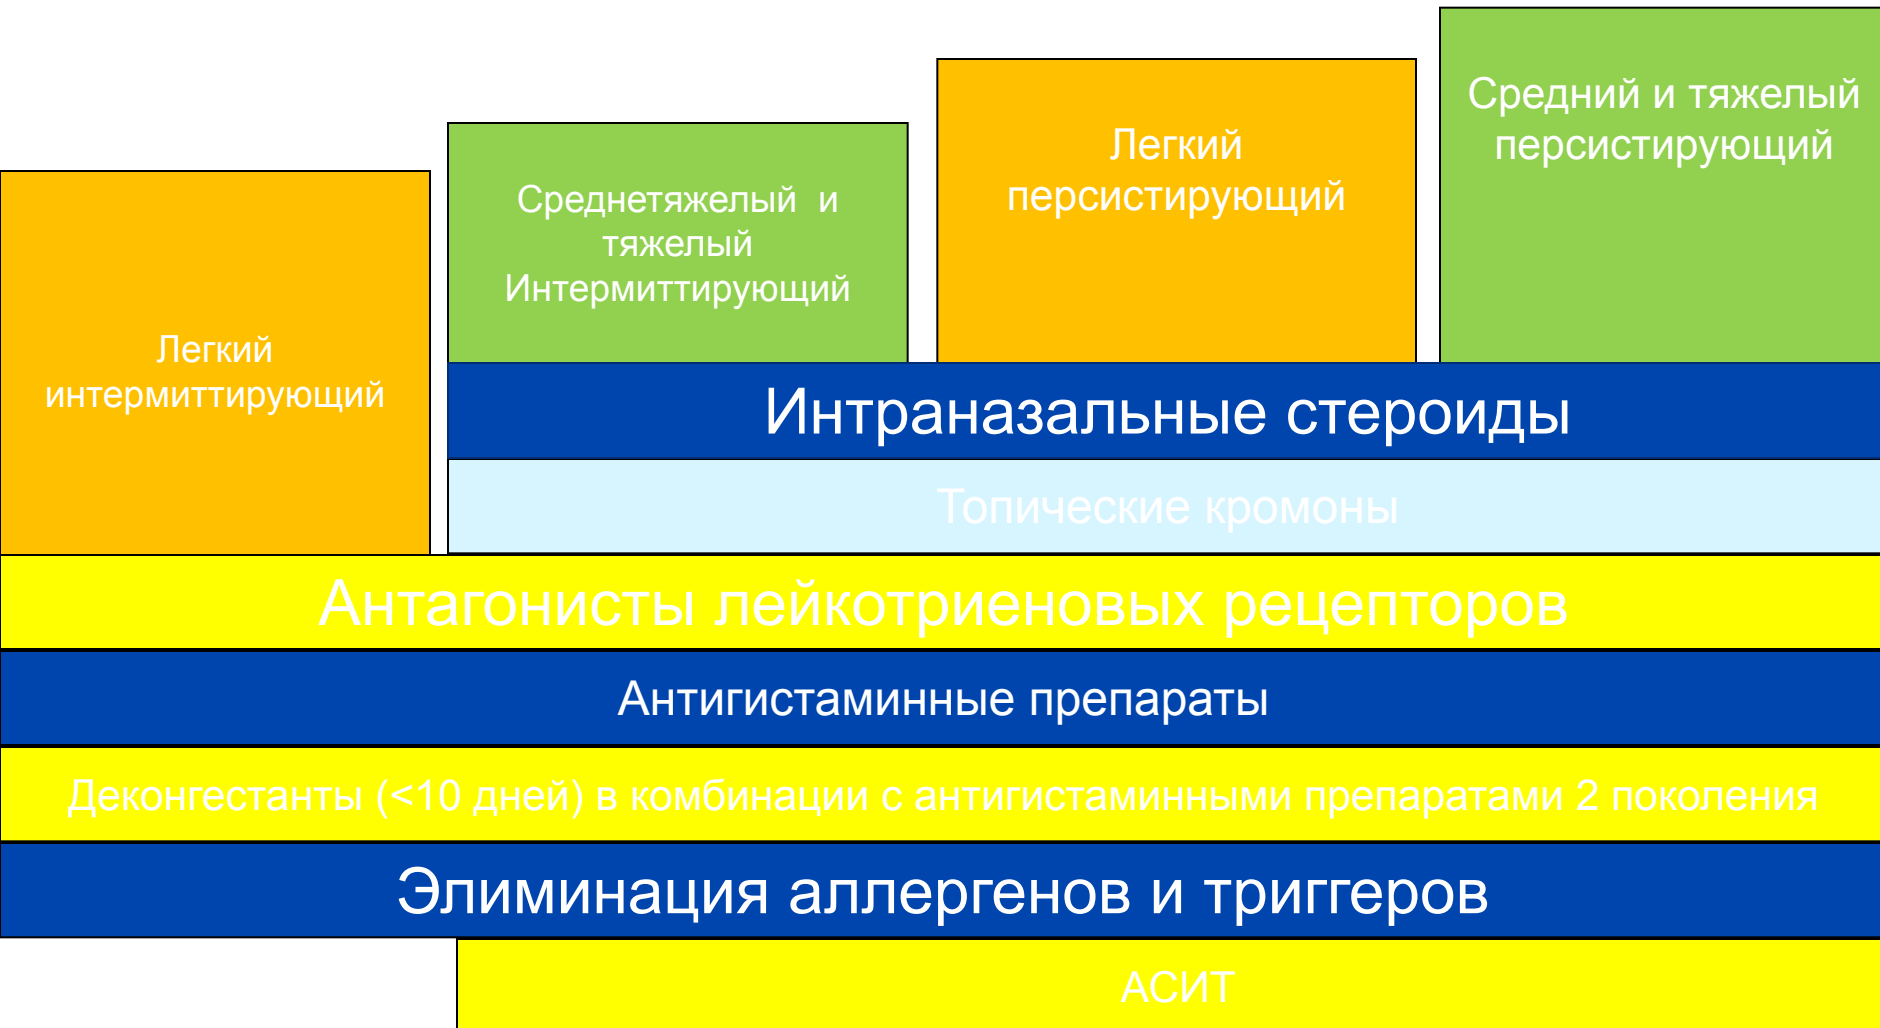 Легкий
интермиттирующий
Среднетяжелый и
тяжелый
Интермиттирующий
Легкий
персистирующий
Средний и тяжелый
персистирующий
Интраназальные стероиды
Топические кромоны
Антагонисты лейкотриеновых рецепторов
Антигистаминные препараты
Деконгестанты (<10 дней) в комбинации с антигистаминными препаратами 2 поколения
Элиминация аллергенов и триггеров
АСИТ